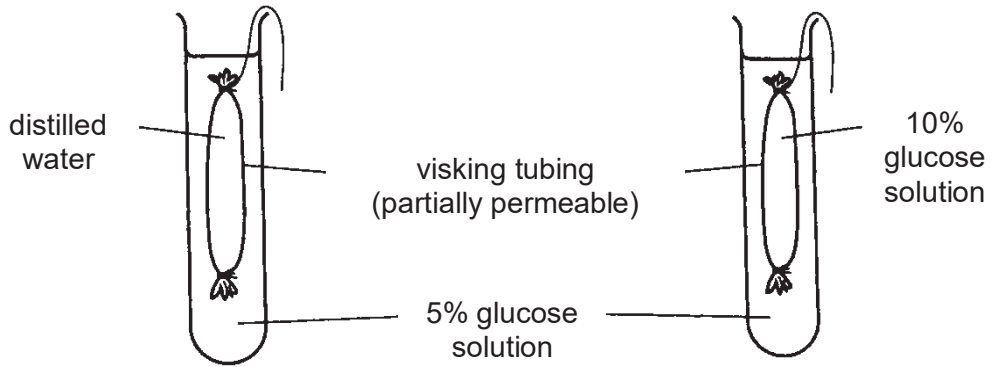 distilled
water
visking tubing
(partially permeable)
10%
glucose
solution
5% glucose
solution